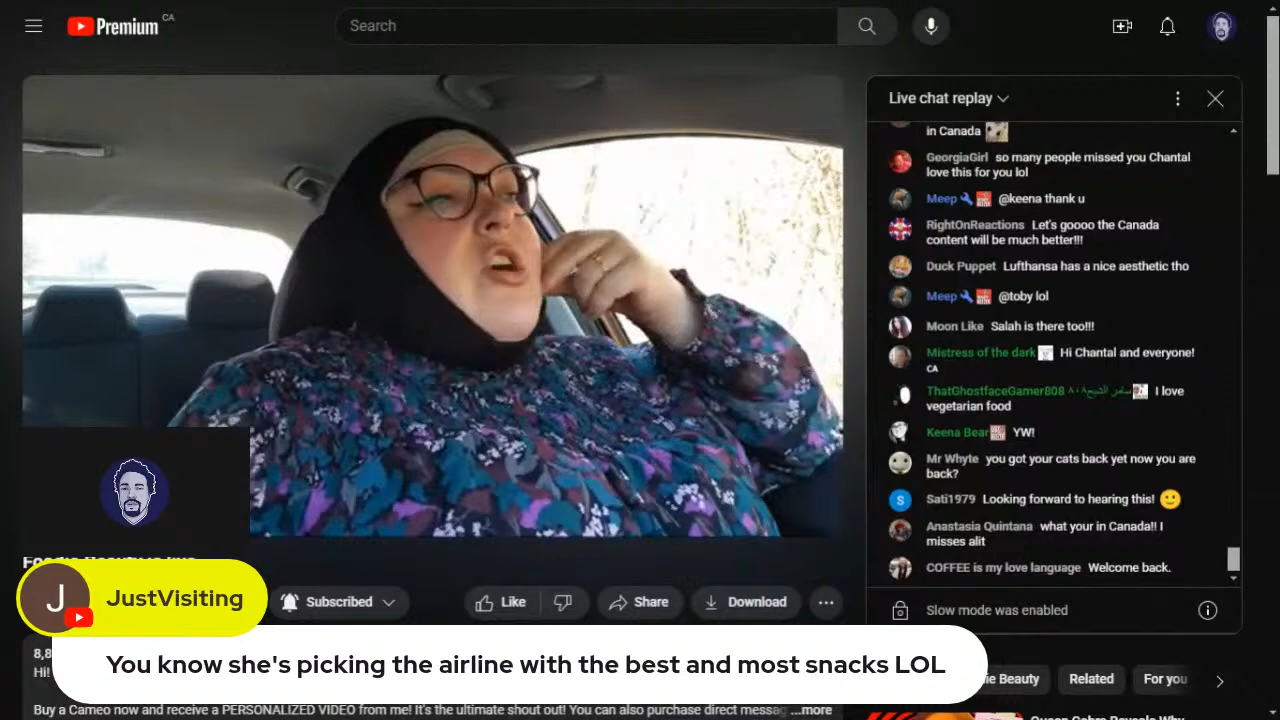 Premium CA
Search
Live chat replay
in Canada
GeorgiaGirl so many people missed you Chantal
love this for you lol
Meep @keena thank u
RightOnReactions Let's goooo the Canada
content will be much better!!!
Duck Puppet Lufthansa has a nice aesthetic tho
Meep @toby lol
Moon Like Salah is there too!!!
Mistress of the dark Hi Chantal and everyone!
CA
ThatGhostfaceGamer808 I love
vegetarian food
Keena Bear YW!
Mr Whyte you got your cats back yet now you are
back?
S Sati1979 Looking forward to hearing this!
Anastasia Quintana what your in Canada!! I
misses alit
COFFEE is my love language Welcome back.
Slow mode was enabled
J JustVisiting
Subscribed
Like
Share
Download
You know she's picking the airline with the best and most snacks LOL
8,8
Hi!
ie Beauty
Related
For you
Buy a Cameo now and receive a PERSONALIZED VIDEO from me! It's the ultimate shout out! You can also purchase direct messag ...more